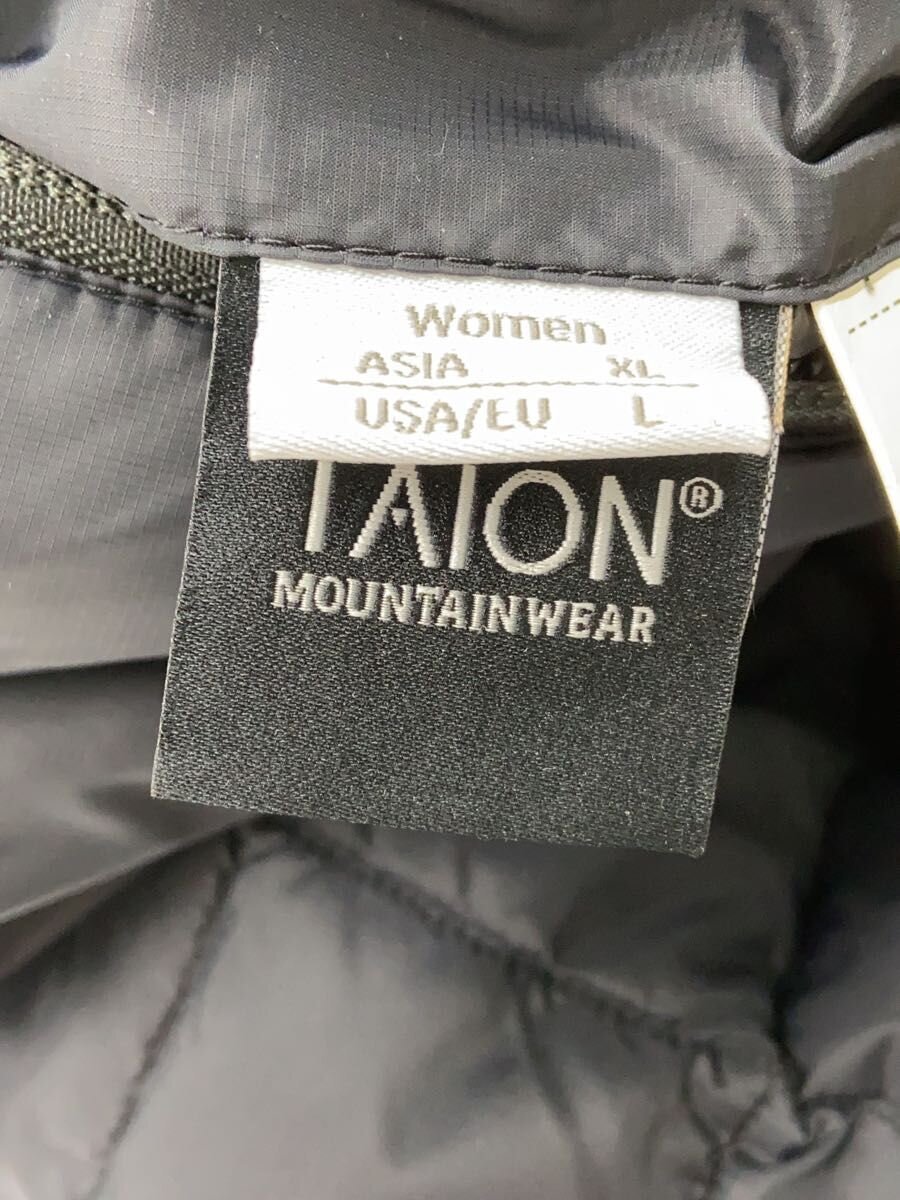 Women
ASIA XL
USA/EU L
TAION®
MOUNTAINWEAR